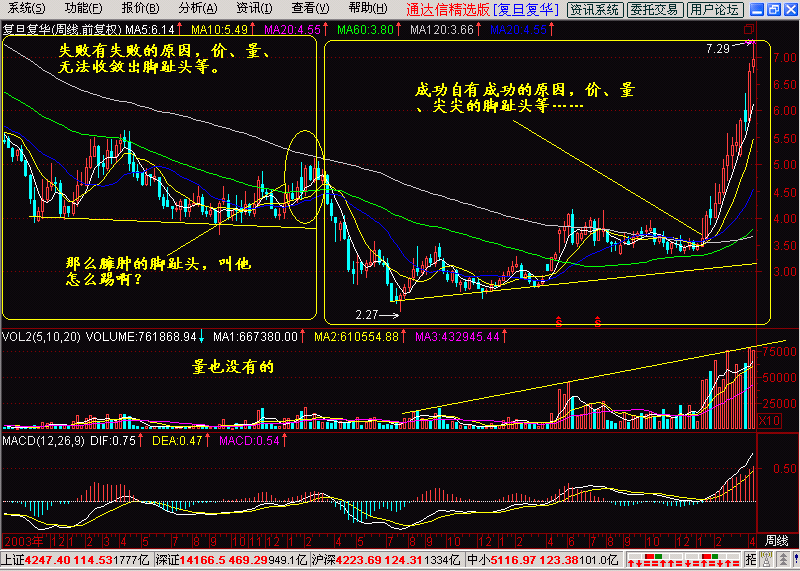 系统(S) 功能(F) 报价(B) 分析(A) 资讯(I) 查看(V) 帮助(H) 通达信精选版 [复旦复华] 资讯系统 委托交易 用户论坛
复旦复华(周线,前复权) MA5:6.14 MA10:5.49 MA20:4.55 MA60:3.80 MA120:3.66 MA20:4.55
7.29
失败有失败的原因，价、量、
无法收敛出脚趾头等。
成功自有成功的原因，价、量
、尖尖的脚趾头等……
那么臃肿的脚趾头，叫他
怎么踢啊？
2.27
7.00
6.50
6.00
5.50
5.00
4.50
4.00
3.50
3.00
VOL2(5,10,20) VOLUME:761868.94 MA1:667380.00 MA2:610554.88 MA3:432945.44
量也没有的
75000
50000
25000
X10
MACD(12,26,9) DIF:0.75 DEA:0.47 MACD:0.54
0.50
2003年 12 1 2 3 4 5 7 8 9 10 11 12 1 2 3 4 5 7 8 9 10 12 1 2 3 4 5 6 7 8 9 10 12 1 2 3 4 周线
上证4247.40 114.53 1777亿 深证14166.5 469.29 949.1亿 沪深4223.69 124.31 1334亿 中小5116.97 123.38 101.0亿 招